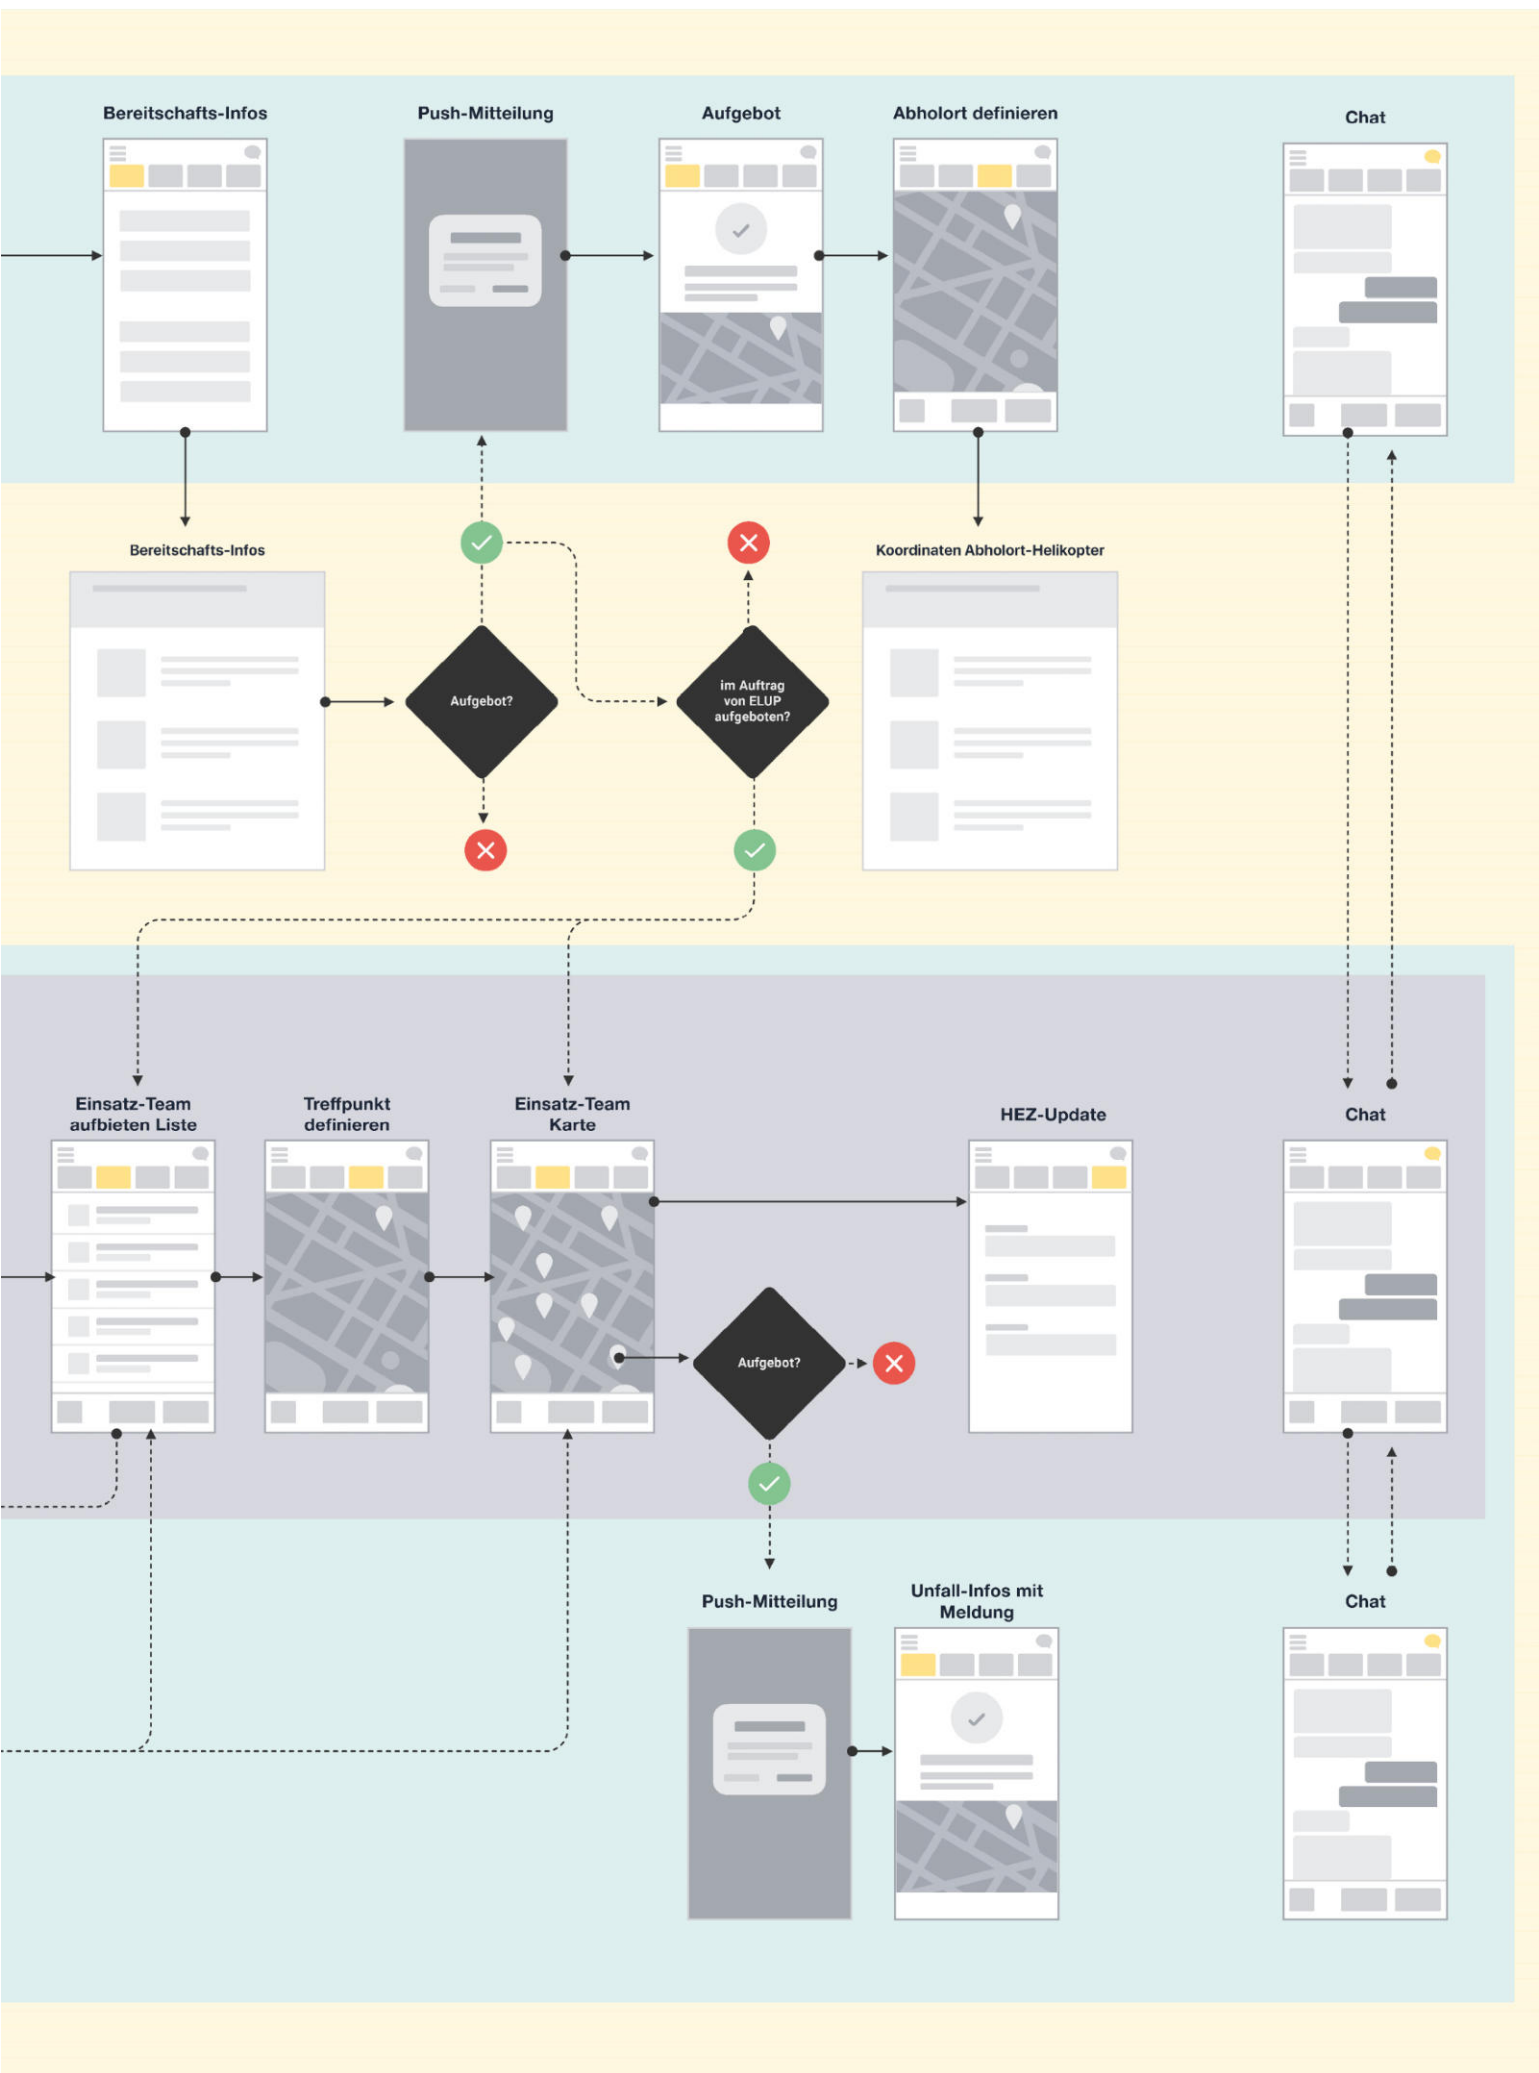 Bereitschafts-Infos
Push-Mitteilung
Aufgebot
Abholort definieren
Chat
Bereitschafts-Infos
Koordinaten Abholort-Helikopter
Aufgebot?
im Auftrag
von ELUP
aufgeboten?
Einsatz-Team
aufbieten Liste
Treffpunkt
definieren
Einsatz-Team
Karte
HEZ-Update
Chat
Aufgebot?
Push-Mitteilung
Unfall-Infos mit
Meldung
Chat